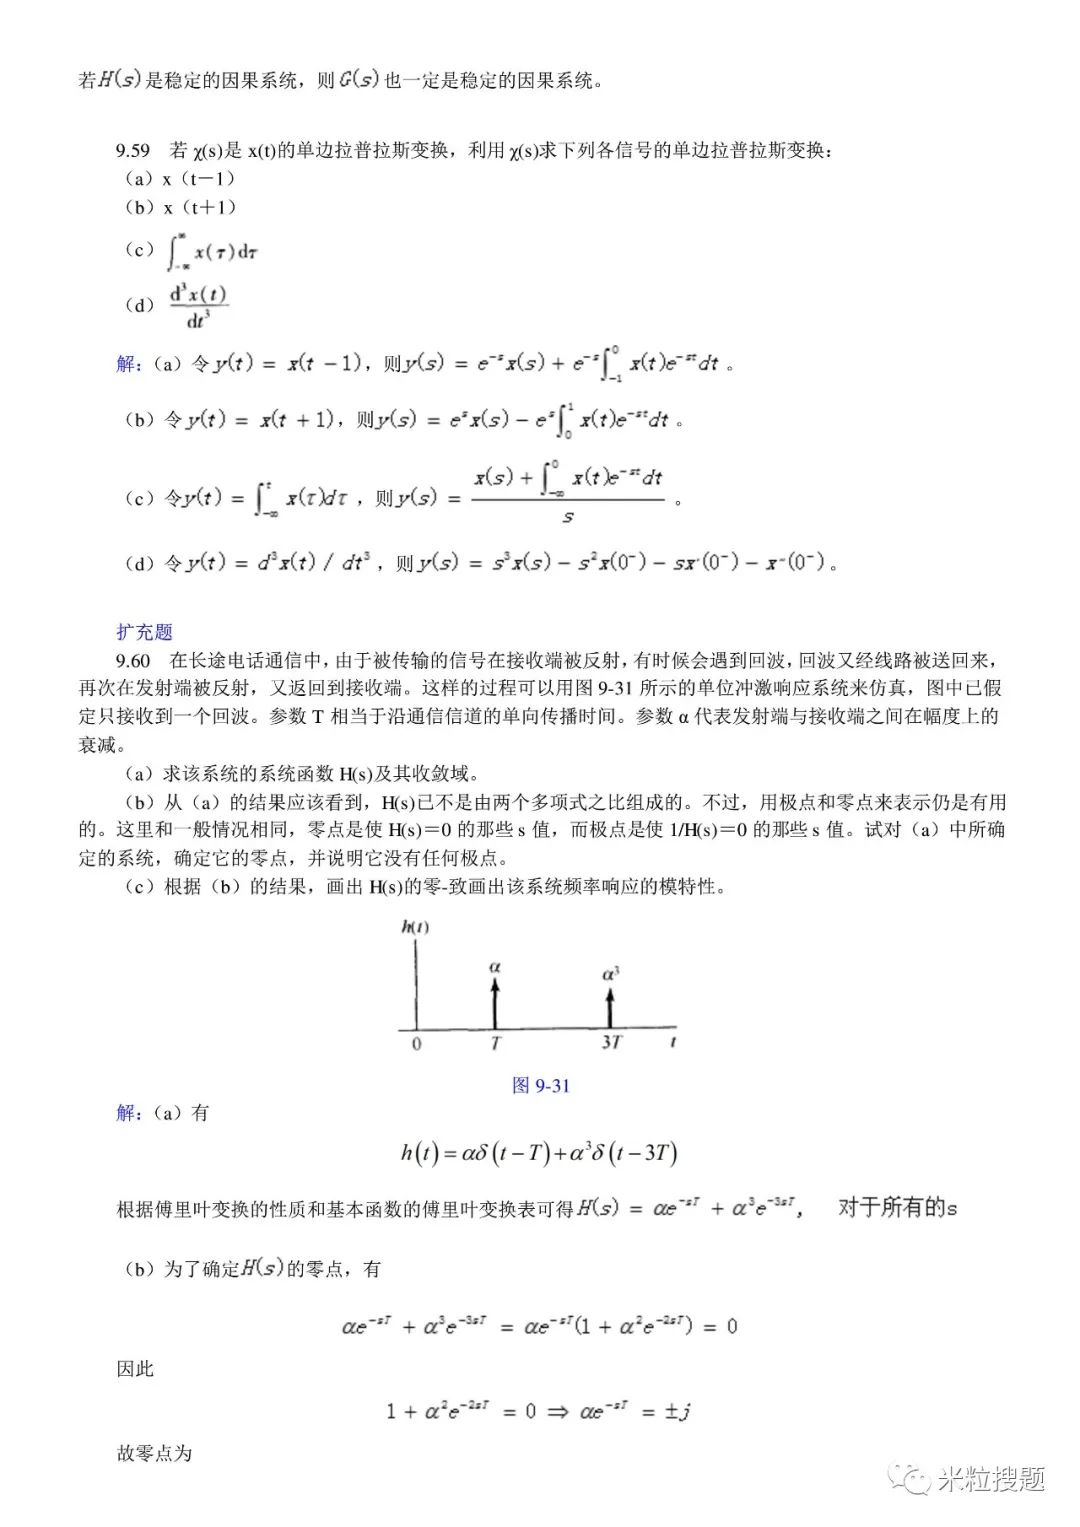 若H(s)是稳定的因果系统，则G(s)也一定是稳定的因果系统。
9.59 若 χ(s)是 x(t)的单边拉普拉斯变换，利用 χ(s)求下列各信号的单边拉普拉斯变换：
（a）x（t－1）
（b）x（t＋1）
（c）∫_{-∞}^{∞} x(τ)dτ
（d）d³x(t)/dt³
解：（a）令y(t) = x(t - 1)，则y(s) = e^{-s}x(s) + e^{-s}∫_{-1}^{0} x(t)e^{-st}dt 。
（b）令y(t) = x(t + 1)，则y(s) = e^{s}x(s) - e^{s}∫_{0}^{1} x(t)e^{-st}dt 。
（c）令y(t) = ∫_{-∞}^{t} x(τ)dτ ，则y(s) = (x(s) + ∫_{-∞}^{0} x(t)e^{-st}dt)/s 。
（d）令y(t) = d³x(t) / dt³ ，则y(s) = s³x(s) - s²x(0⁻) - sx′(0⁻) - x″(0⁻)。
扩充题
9.60 在长途电话通信中，由于被传输的信号在接收端被反射，有时候会遇到回波，回波又经线路被送回来，
再次在发射端被反射，又返回到接收端。这样的过程可以用图 9-31 所示的单位冲激响应系统来仿真，图中已假
定只接收到一个回波。参数 T 相当于沿通信信道的单向传播时间。参数 α 代表发射端与接收端之间在幅度上的
衰减。
（a）求该系统的系统函数 H(s)及其收敛域。
（b）从（a）的结果应该看到，H(s)已不是由两个多项式之比组成的。不过，用极点和零点来表示仍是有用
的。这里和一般情况相同，零点是使 H(s)＝0 的那些 s 值，而极点是使 1/H(s)＝0 的那些 s 值。试对（a）中所确
定的系统，确定它的零点，并说明它没有任何极点。
（c）根据（b）的结果，画出 H(s)的零-致画出该系统频率响应的模特性。
h(t)
α α³
0 T 3T t
图 9-31
解：（a）有
h(t)=αδ(t−T)+α³δ(t−3T)
根据傅里叶变换的性质和基本函数的傅里叶变换表可得H(s) = αe^{-sT} + α³e^{-3sT}, 对于所有的s
（b）为了确定H(s)的零点，有
αe^{-sT} + α³e^{-3sT} = αe^{-sT}(1 + α²e^{-2sT}) = 0
因此
1 + α²e^{-2sT} = 0 ⇒ αe^{-sT} = ±j
故零点为
米粒搜题